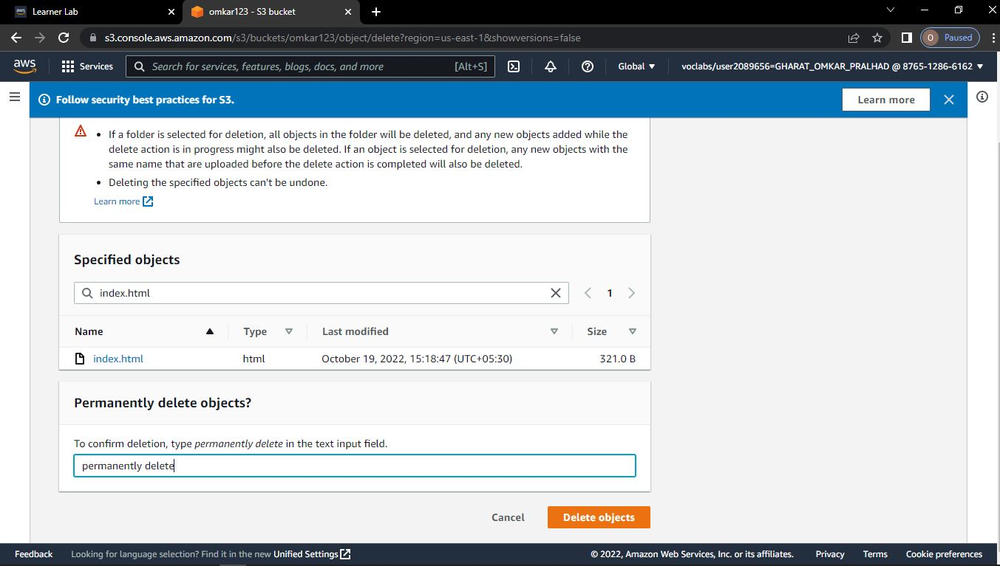 Learner Lab
omkar123 - S3 bucket
s3.console.aws.amazon.com/s3/buckets/omkar123/object/delete?region=us-east-1&showversions=false
O Paused
aws Services Search for services, features, blogs, docs, and more [Alt+S] Global voclabs/user2089656=GHARAT_OMKAR_PRALHAD @ 8765-1286-6162
Follow security best practices for S3. Learn more
• If a folder is selected for deletion, all objects in the folder will be deleted, and any new objects added while the
delete action is in progress might also be deleted. If an object is selected for deletion, any new objects with the
same name that are uploaded before the delete action is completed will also be deleted.
• Deleting the specified objects can't be undone.
Learn more
Specified objects
index.html 1
Name Type Last modified Size
index.html html October 19, 2022, 15:18:47 (UTC+05:30) 321.0 B
Permanently delete objects?
To confirm deletion, type permanently delete in the text input field.
permanently delete
Cancel Delete objects
Feedback Looking for language selection? Find it in the new Unified Settings © 2022, Amazon Web Services, Inc. or its affiliates. Privacy Terms Cookie preferences